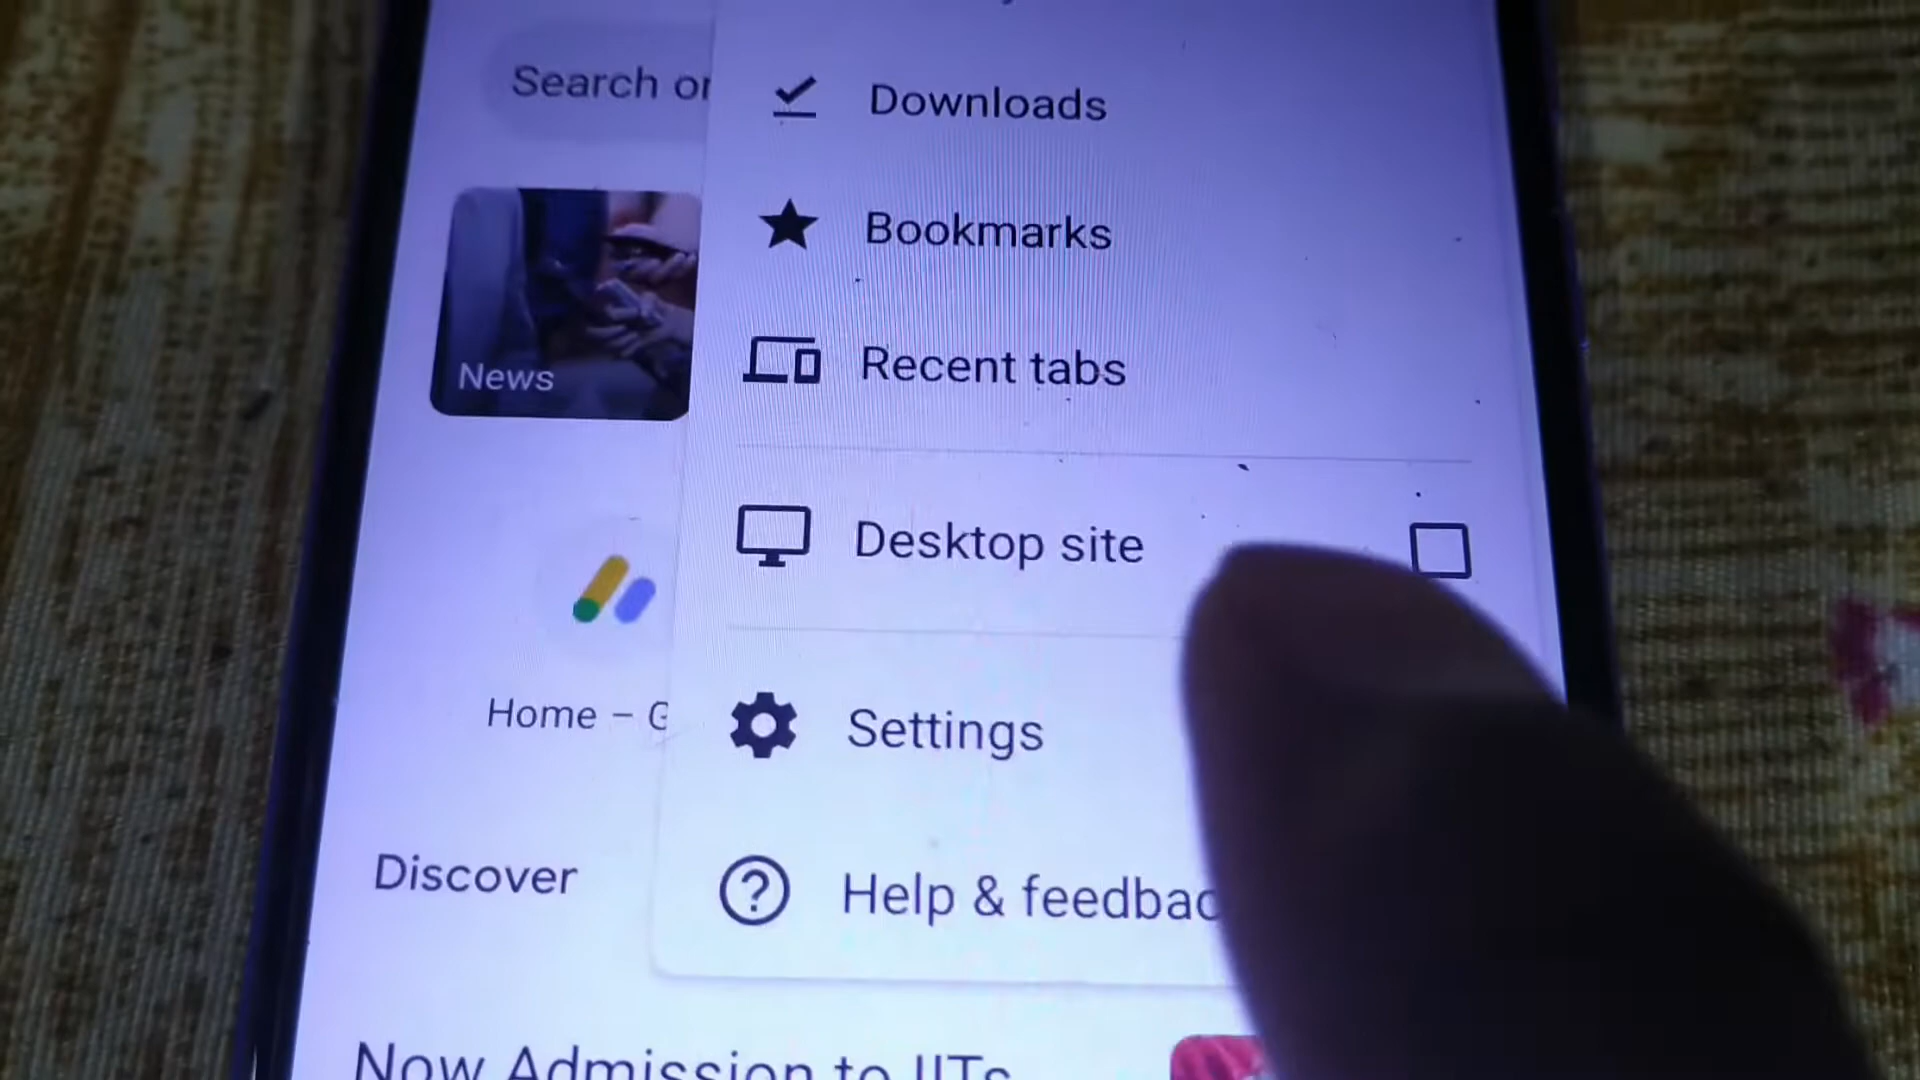 Search or
Downloads
Bookmarks
News
Recent tabs
Desktop site
Home – G
Settings
Discover
Help & feedbac
Now Admission to IITs